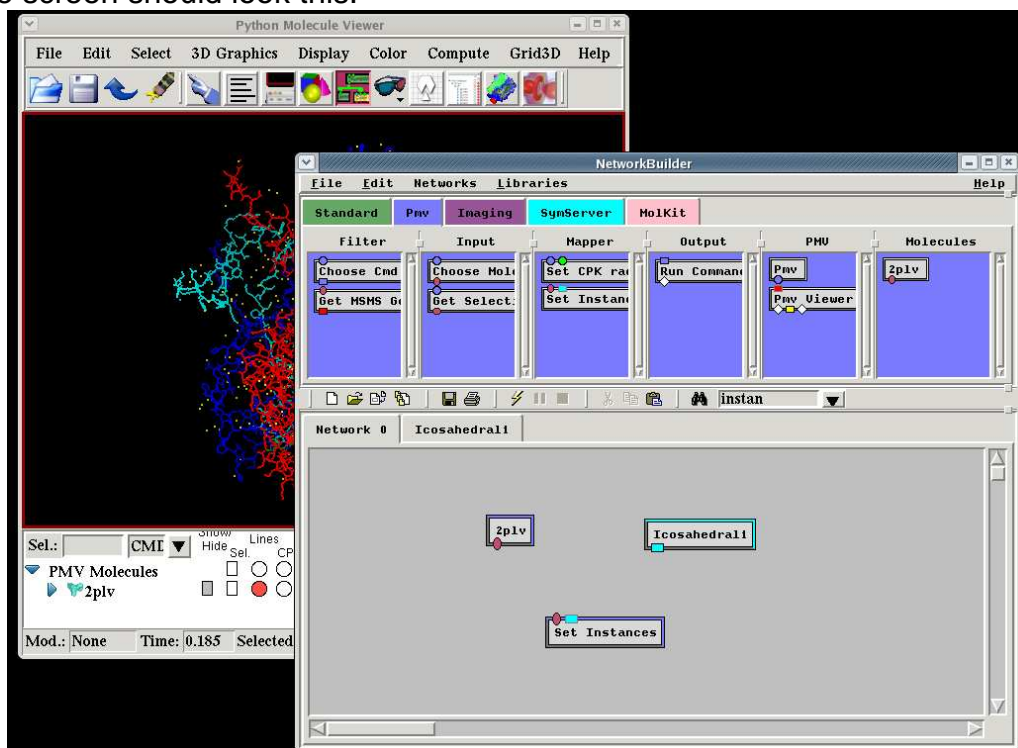 screen should look this.
Python Molecule Viewer
File Edit Select 3D Graphics Display Color Compute Grid3D Help
NetworkBuilder
File Edit Networks Libraries Help
Standard Pmv Imaging SymServer MolKit
Filter Input Mapper Output PMV Molecules
Choose Cmd Choose Mole Set CPK rad Run Command Pmv 2plv
Get MSMS Ge Get Selecti Set Instanc Pmv Viewer
instan
Network 0 Icosahedral1
2plv Icosahedral1
Set Instances
Sel.: CMD Show Hide Sel. Lines CP
PMV Molecules
2plv
Mod.: None Time: 0.185 Selected